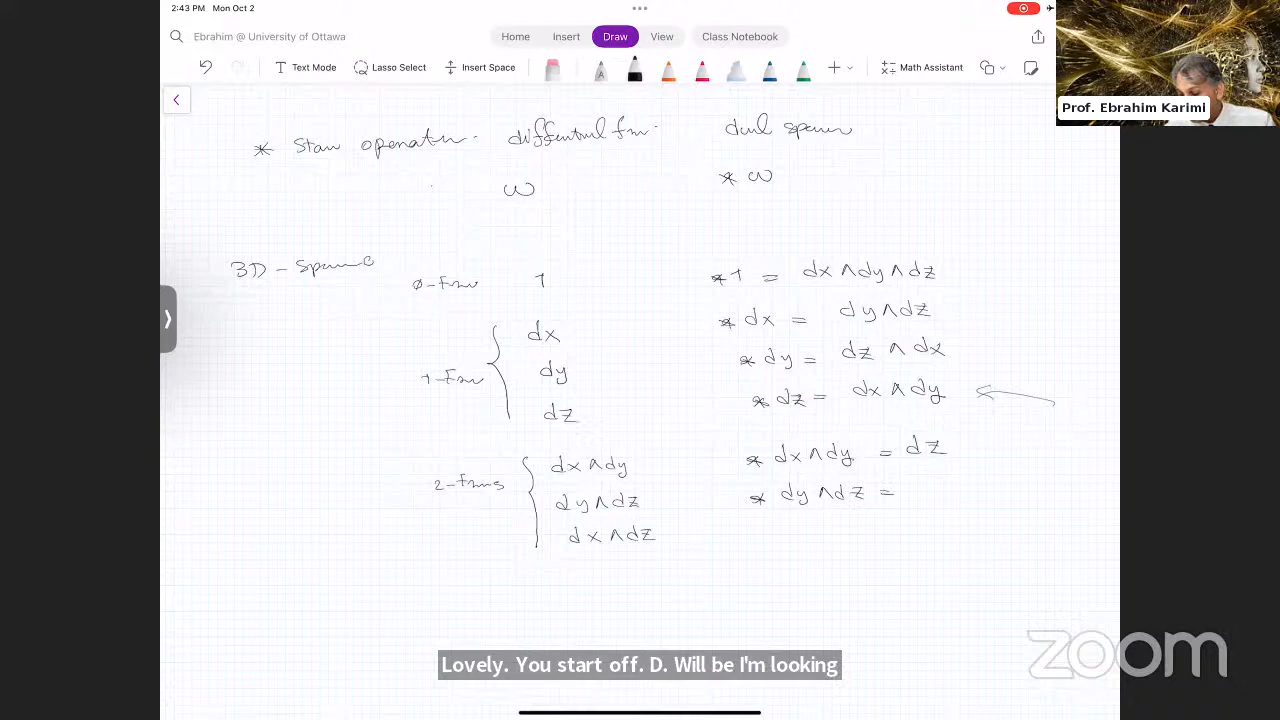 2:43 PM Mon Oct 2
Ebrahim @ University of Ottawa
Home Insert Draw View Class Notebook
Text Mode Lasso Select Insert Space Math Assistant
Prof. Ebrahim Karimi
* Star operation differential form dual space
ω * ω
3D - Space
0-form 1 *1 = dx ∧ dy ∧ dz
dx *dx = dy ∧ dz
1-form dy *dy = dz ∧ dx
dz *dz = dx ∧ dy
2-forms dx ∧ dy * dx ∧ dy = dz
dy ∧ dz * dy ∧ dz =
dx ∧ dz
Lovely. You start off. D. Will be I'm looking
zoom